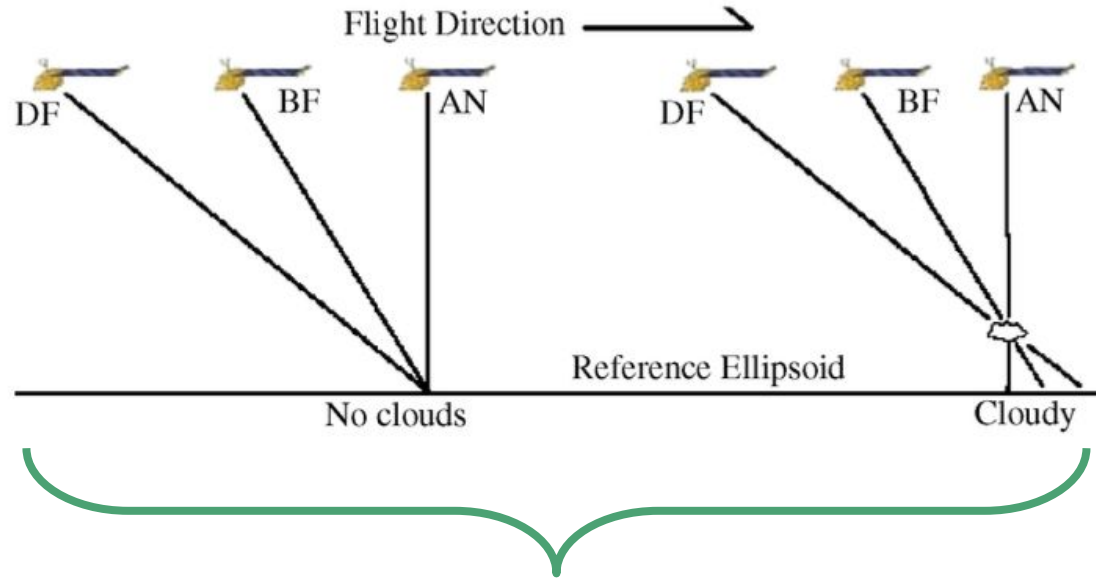 Flight Direction
DF
BF
AN
DF
BF
AN
Reference Ellipsoid
No clouds
Cloudy